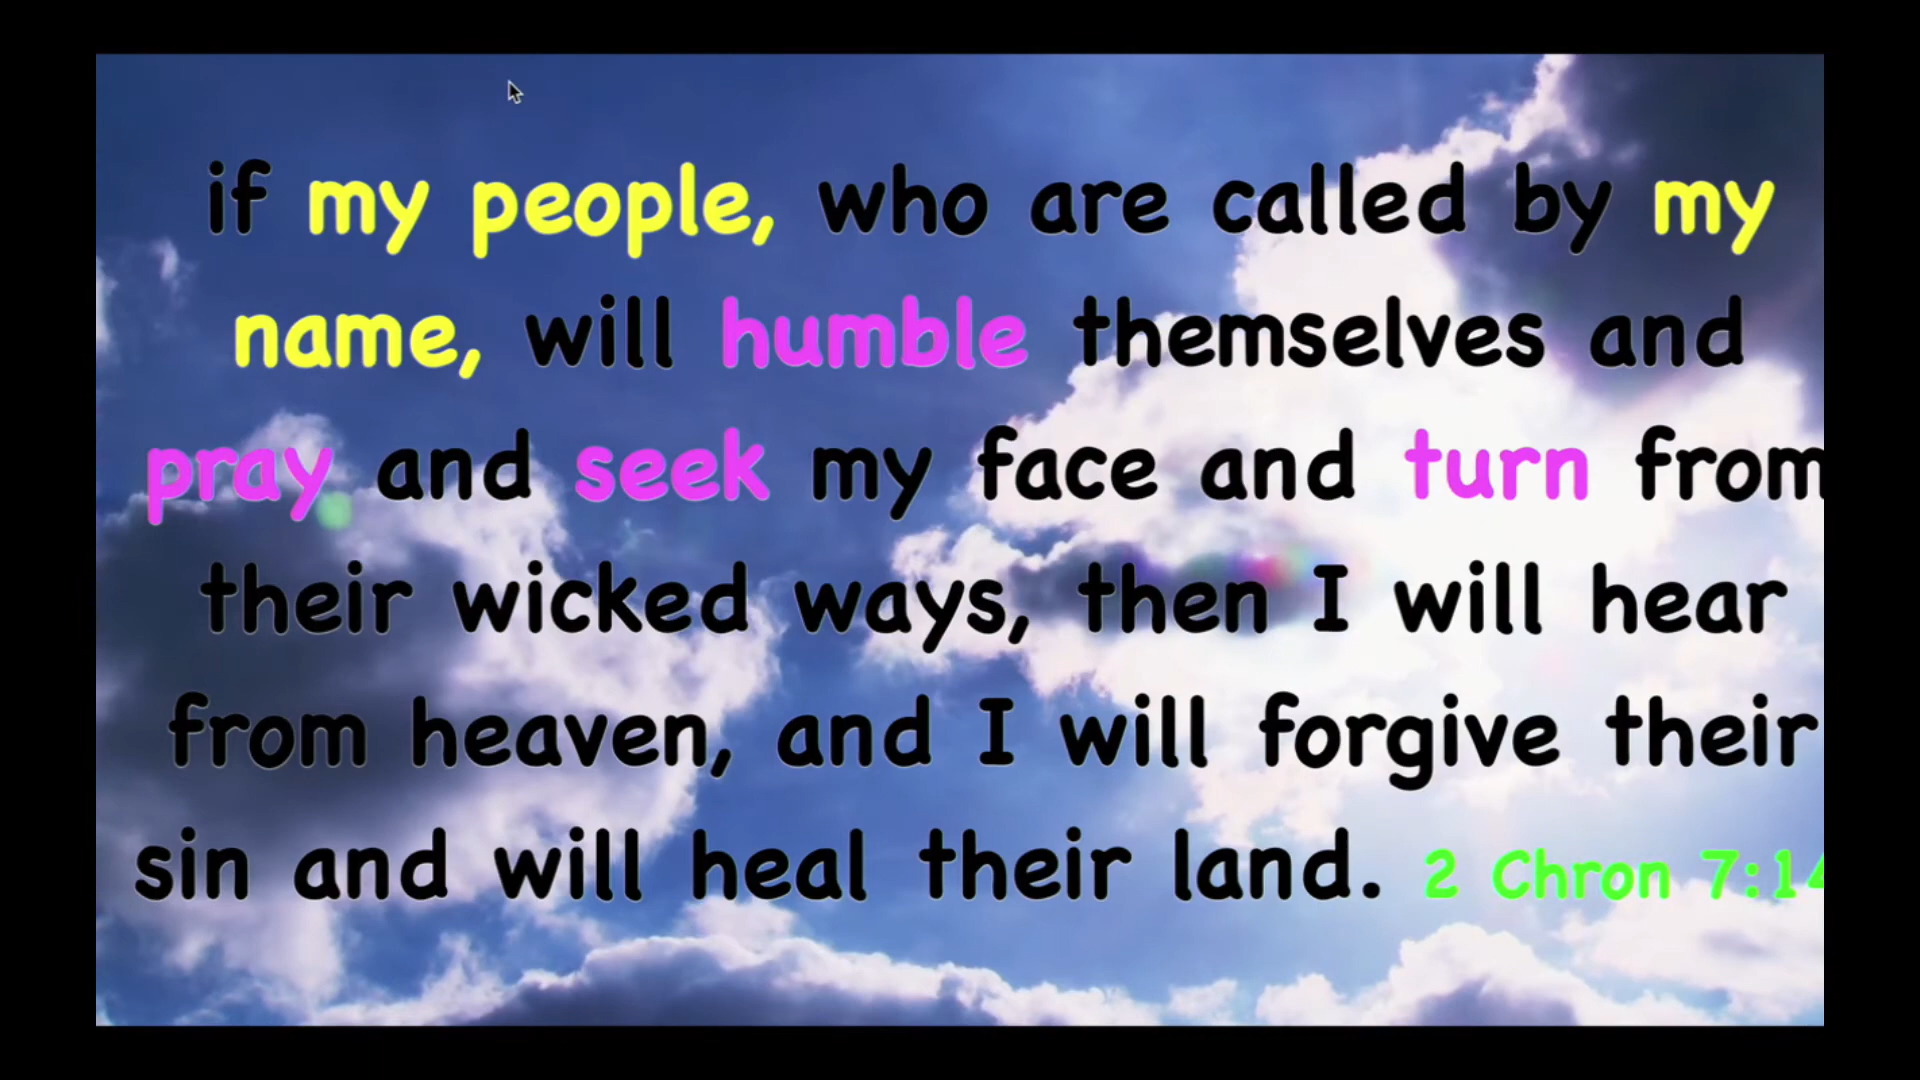 if my people, who are called by my
name, will humble themselves and
pray and seek my face and turn from
their wicked ways, then I will hear
from heaven, and I will forgive their
sin and will heal their land. 2 Chron 7:14